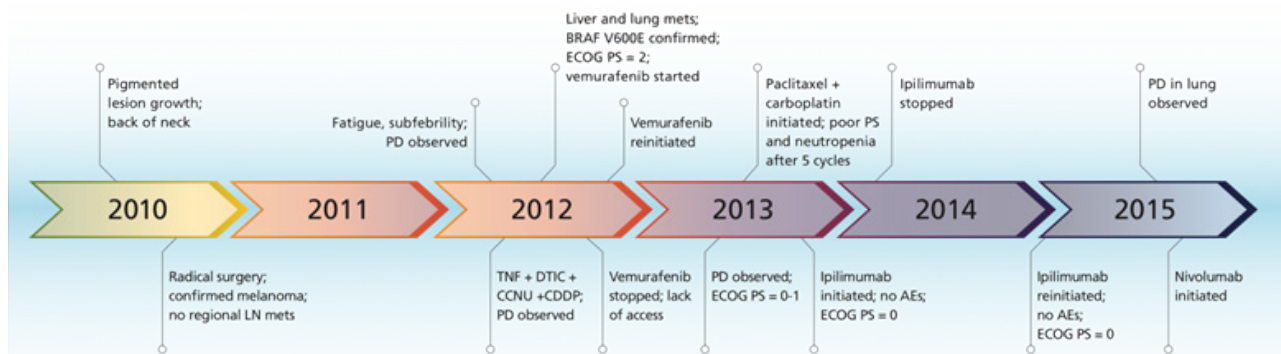 Liver and lung mets;
BRAF V600E confirmed;
ECOG PS = 2;
vemurafenib started
Pigmented
lesion growth;
back of neck
Fatigue, subfebrility;
PD observed
Vemurafenib
reinitiated
Paclitaxel +
carboplatin
initiated; poor PS
and neutropenia
after 5 cycles
Ipilimumab
stopped
PD in lung
observed
2010
2011
2012
2013
2014
2015
Radical surgery;
confirmed melanoma;
no regional LN mets
TNF + DTIC +
CCNU +CDDP;
PD observed
Vemurafenib
stopped; lack
of access
PD observed;
ECOG PS = 0-1
Ipilimumab
initiated; no AEs;
ECOG PS = 0
Ipilimumab
reinitiated;
no AEs;
ECOG PS = 0
Nivolumab
initiated